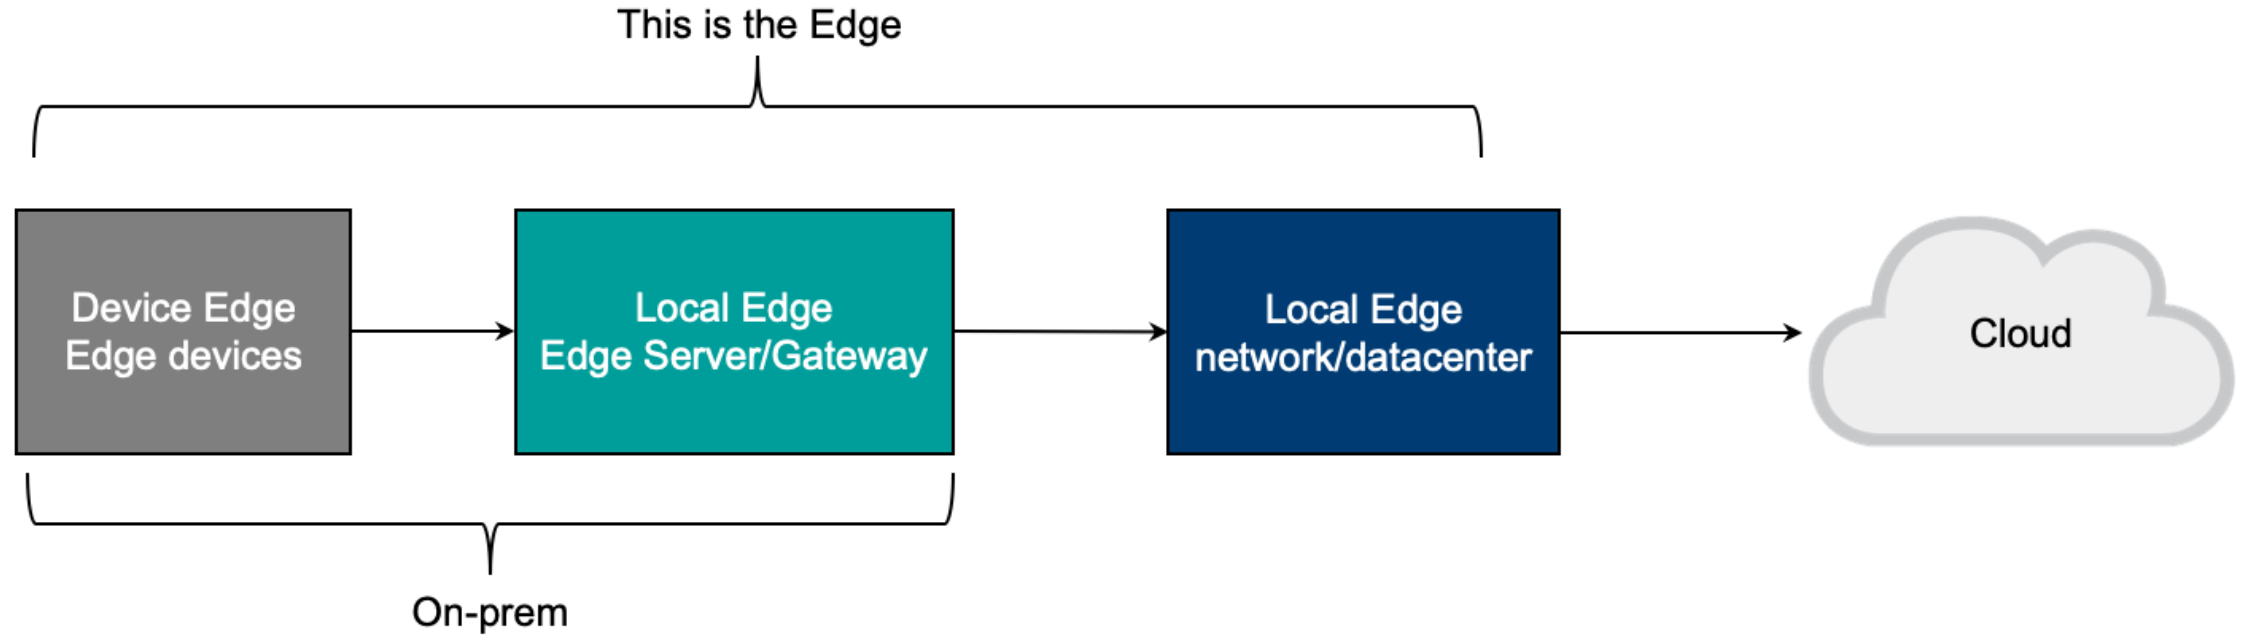 This is the Edge
Device Edge
Edge devices
Local Edge
Edge Server/Gateway
Local Edge
network/datacenter
Cloud
On-prem